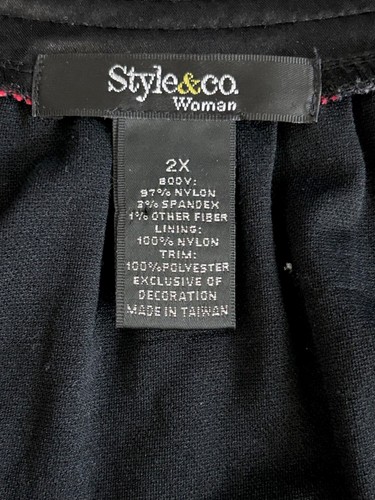 Style&co.
Woman
2X
BODY:
97% NYLON
2% SPANDEX
1% OTHER FIBER
LINING:
100% NYLON
TRIM:
100% POLYESTER
EXCLUSIVE OF
DECORATION
MADE IN TAIWAN